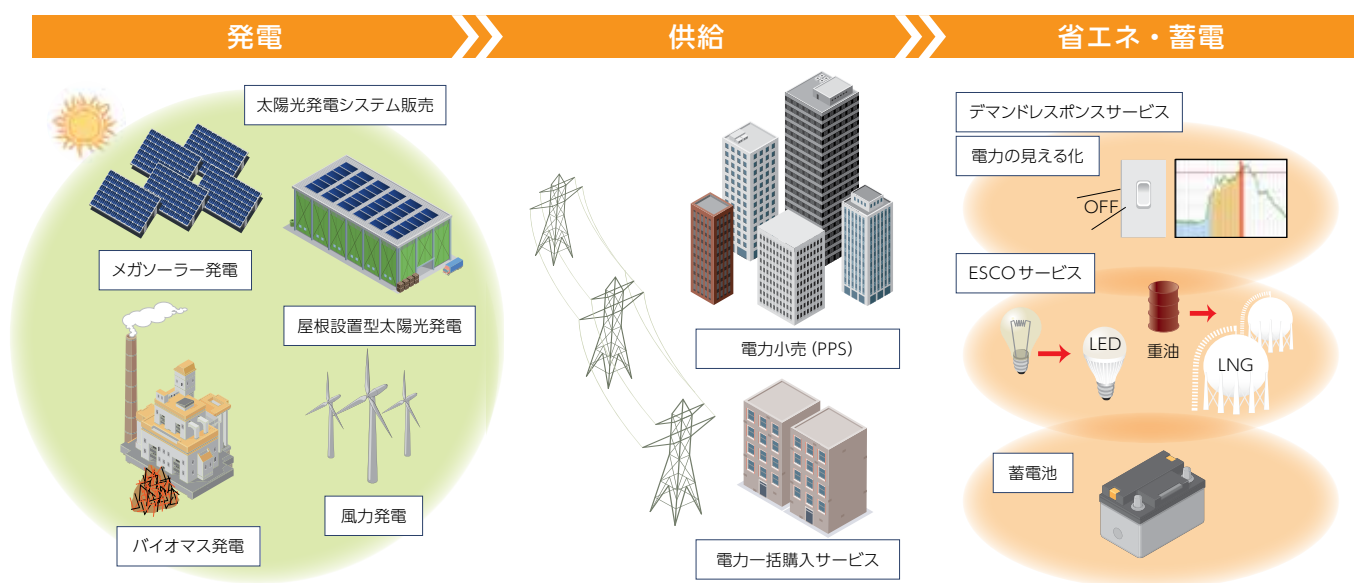 発電
供給
省エネ・蓄電
太陽光発電システム販売
メガソーラー発電
屋根設置型太陽光発電
バイオマス発電
風力発電
電力小売 (PPS)
電力一括購入サービス
デマンドレスポンスサービス
電力の見える化
OFF
ESCOサービス
LED
重油
LNG
蓄電池